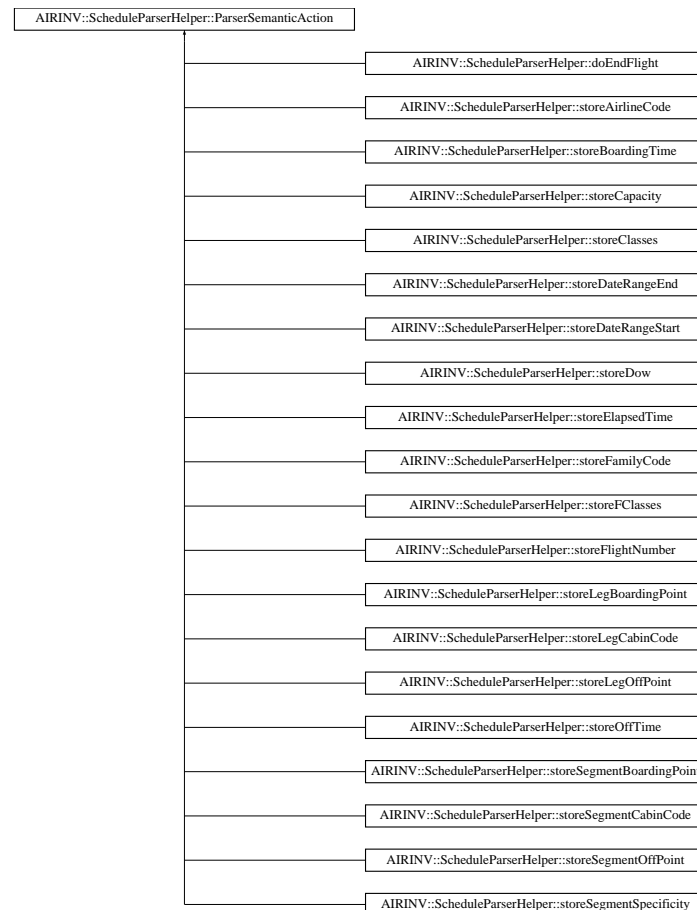 AIRINV::ScheduleParserHelper::ParserSemanticAction
AIRINV::ScheduleParserHelper::doEndFlight
AIRINV::ScheduleParserHelper::storeAirlineCode
AIRINV::ScheduleParserHelper::storeBoardingTime
AIRINV::ScheduleParserHelper::storeCapacity
AIRINV::ScheduleParserHelper::storeClasses
AIRINV::ScheduleParserHelper::storeDateRangeEnd
AIRINV::ScheduleParserHelper::storeDateRangeStart
AIRINV::ScheduleParserHelper::storeDow
AIRINV::ScheduleParserHelper::storeElapsedTime
AIRINV::ScheduleParserHelper::storeFamilyCode
AIRINV::ScheduleParserHelper::storeFClasses
AIRINV::ScheduleParserHelper::storeFlightNumber
AIRINV::ScheduleParserHelper::storeLegBoardingPoint
AIRINV::ScheduleParserHelper::storeLegCabinCode
AIRINV::ScheduleParserHelper::storeLegOffPoint
AIRINV::ScheduleParserHelper::storeOffTime
AIRINV::ScheduleParserHelper::storeSegmentBoardingPoint
AIRINV::ScheduleParserHelper::storeSegmentCabinCode
AIRINV::ScheduleParserHelper::storeSegmentOffPoint
AIRINV::ScheduleParserHelper::storeSegmentSpecificity